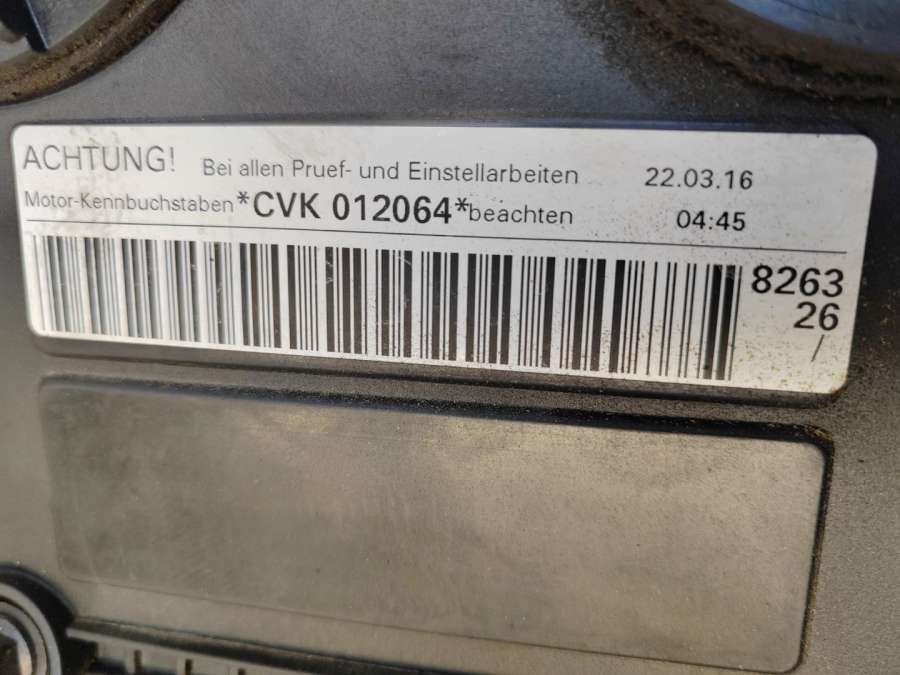 ACHTUNG! Bei allen Pruef- und Einstellarbeiten 22.03.16
Motor-Kennbuchstaben *CVK 012064* beachten 04:45
8263
26
/